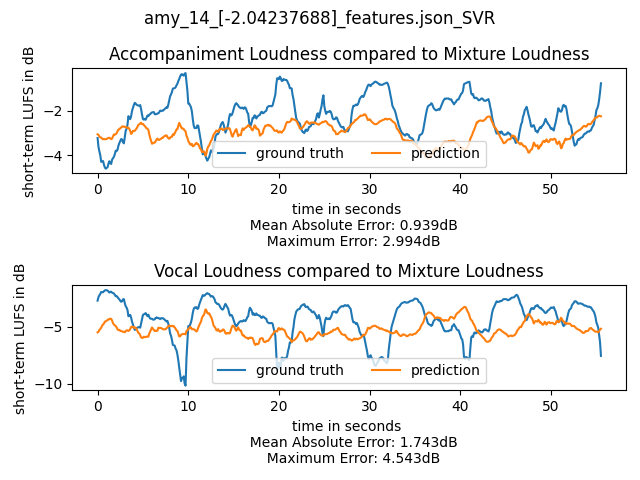 amy_14_[-2.04237688]_features.json_SVR
Accompaniment Loudness compared to Mixture Loudness
short-term LUFS in dB
−2
−4
ground truth prediction
0 10 20 30 40 50
time in seconds
Mean Absolute Error: 0.939dB
Maximum Error: 2.994dB
Vocal Loudness compared to Mixture Loudness
short-term LUFS in dB
−5
−10
ground truth prediction
0 10 20 30 40 50
time in seconds
Mean Absolute Error: 1.743dB
Maximum Error: 4.543dB